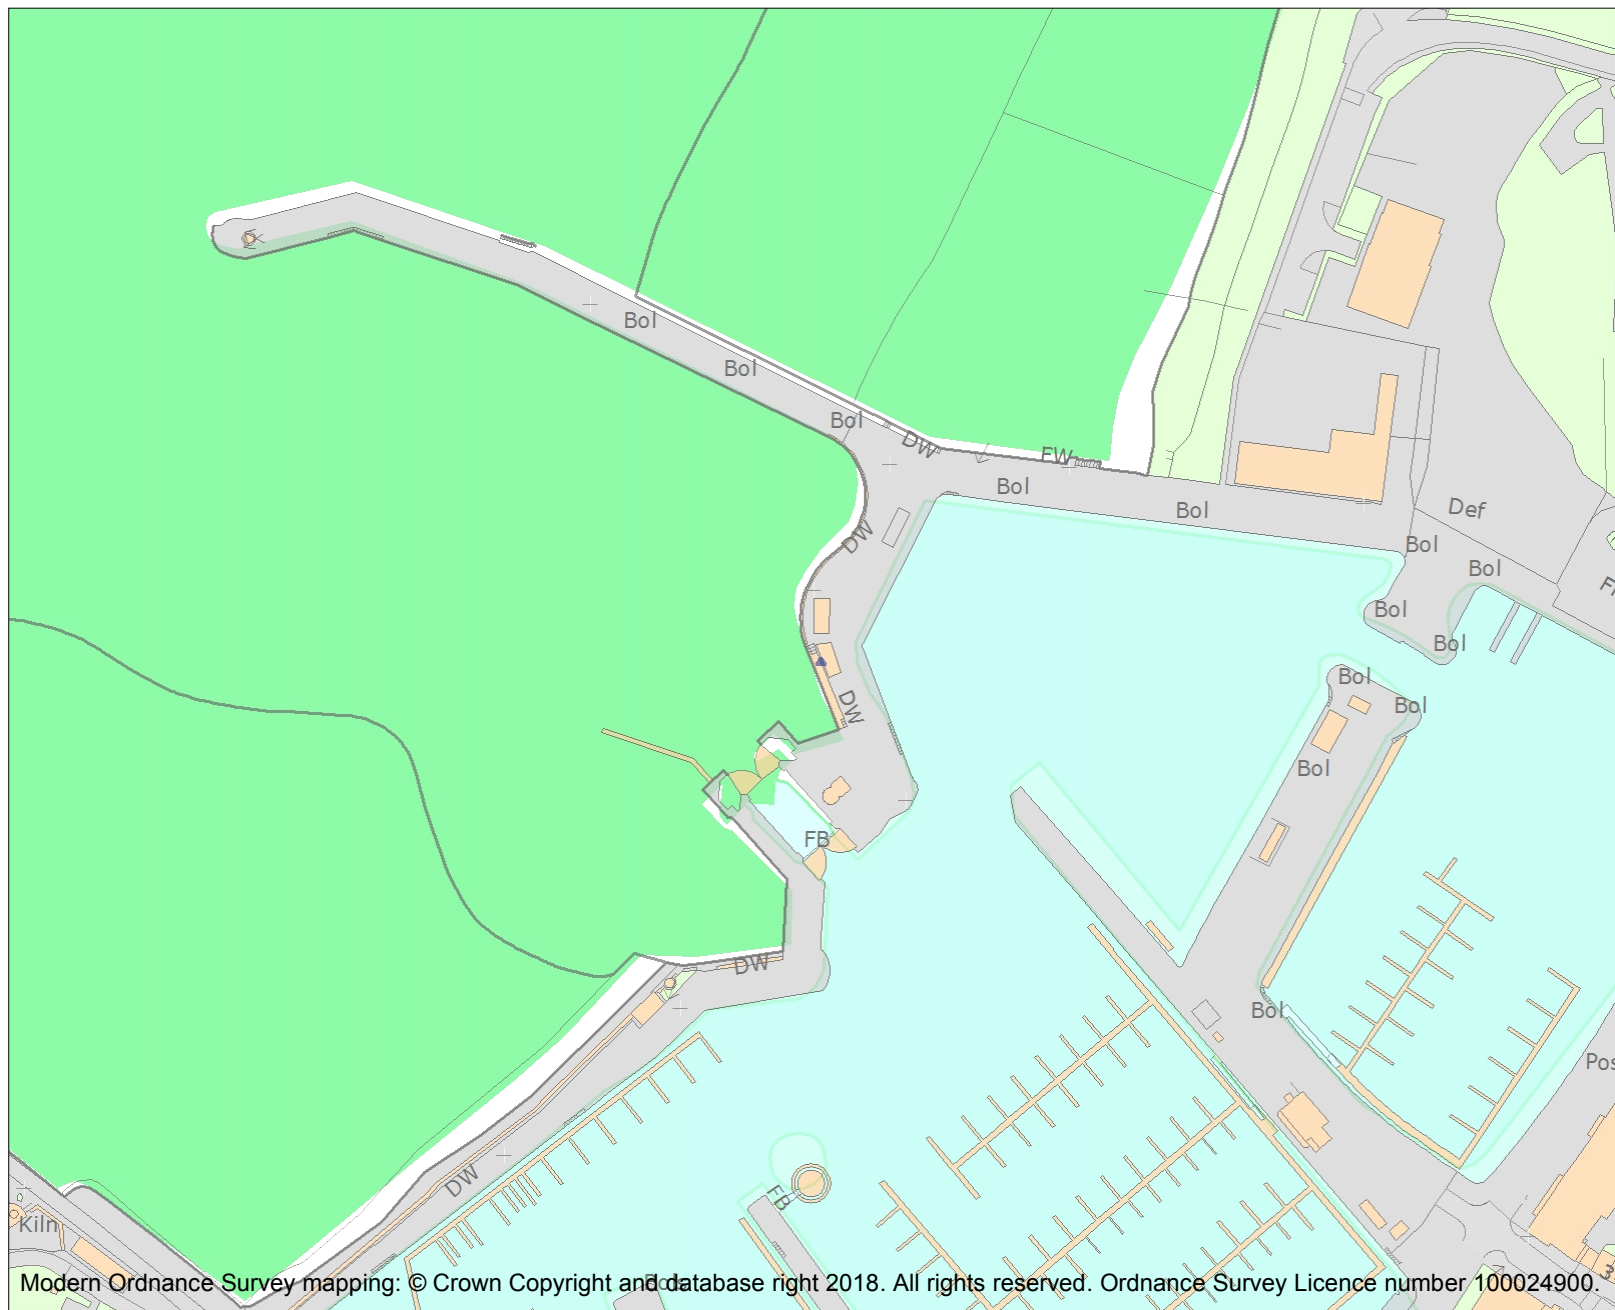 Bol
Bol
Bol
DW
FW
Bol
Bol
Def
Bol
Bol
DW
Bol
Bol
Bol
Bol
DW
Bol
FB
DW
Bol
Pos
DW
FB
Kiln
Modern Ordnance Survey mapping: © Crown Copyright and database right 2018. All rights reserved. Ordnance Survey Licence number 100024900.